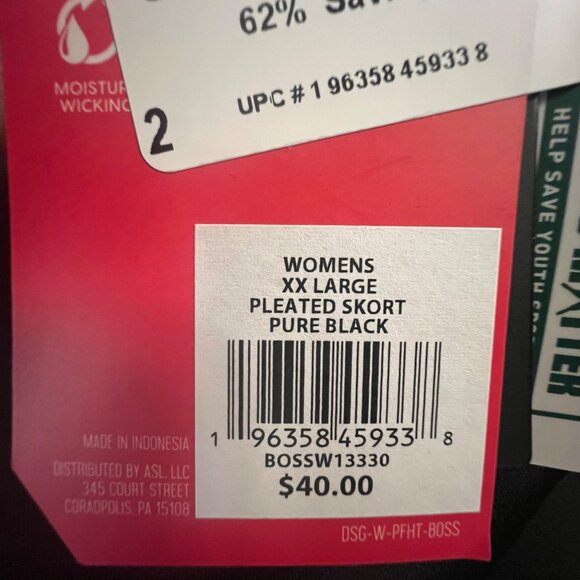 62%
UPC # 1 96358 45933 8
2
WICKING
WOMENS
XX LARGE
PLEATED SKORT
PURE BLACK
1 96358 45933 8
BOSSW13330
$40.00
MADE IN INDONESIA
DISTRIBUTED BY ASL, LLC
345 COURT STREET
CORAOPOLIS, PA 15108
DSG-W-PFHT-BOSS
HELP SAVE YOUTH